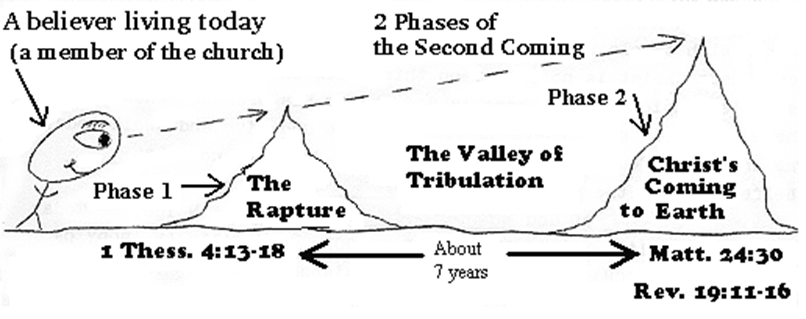 A believer living today
(a member of the church)
2 Phases of
the Second Coming
Phase 1
The
Rapture
The Valley of
Tribulation
Phase 2
Christ's
Coming
to Earth
1 Thess. 4:13-18
About
7 years
Matt. 24:30
Rev. 19:11-16